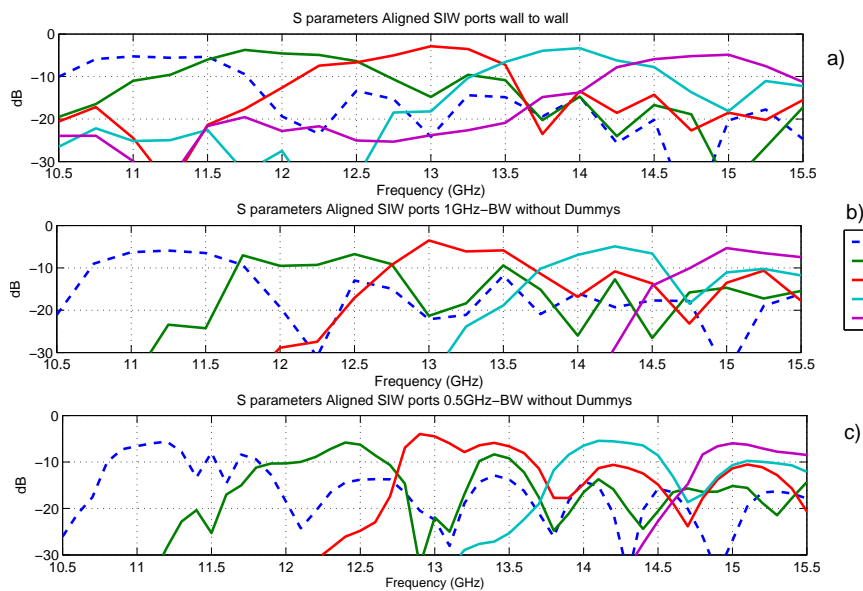 S parameters Aligned SIW ports wall to wall
0
−10
−20
−30
dB
10.5 11 11.5 12 12.5 13 13.5 14 14.5 15 15.5
Frequency (GHz)
a)
S parameters Aligned SIW ports 1GHz−BW without Dummys
b)
0
−10
−20
−30
dB
10.5 11 11.5 12 12.5 13 13.5 14 14.5 15 15.5
Frequency (GHz)
S parameters Aligned SIW ports 0.5GHz−BW without Dummys
c)
0
−10
−20
−30
dB
10.5 11 11.5 12 12.5 13 13.5 14 14.5 15 15.5
Frequency (GHz)